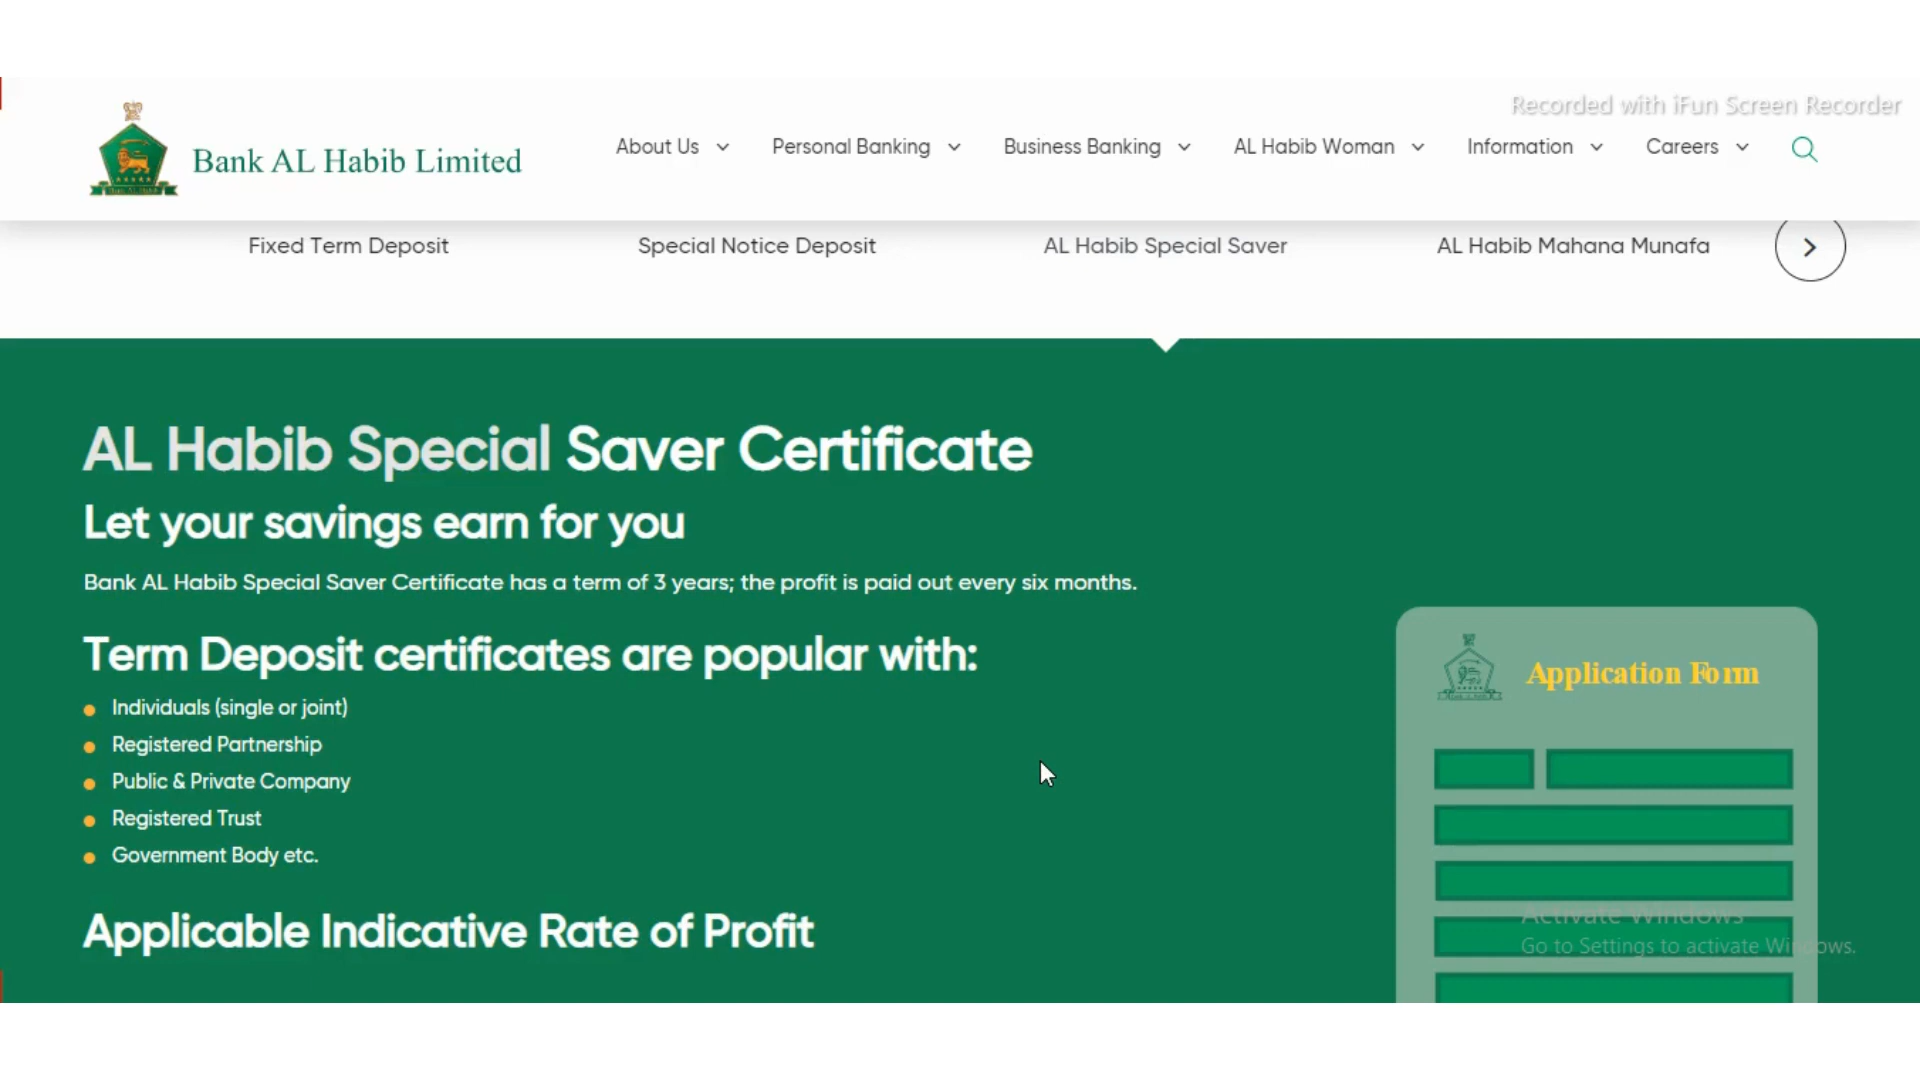 Recorded with iFun Screen Recorder
Bank AL Habib Limited
About Us
Personal Banking
Business Banking
AL Habib Woman
Information
Careers
Fixed Term Deposit
Special Notice Deposit
AL Habib Special Saver
AL Habib Mahana Munafa
AL Habib Special Saver Certificate
Let your savings earn for you
Bank AL Habib Special Saver Certificate has a term of 3 years; the profit is paid out every six months.
Term Deposit certificates are popular with:
Individuals (single or joint)
Registered Partnership
Public & Private Company
Registered Trust
Government Body etc.
Applicable Indicative Rate of Profit
Application Form
Activate Windows
Go to Settings to activate Windows.